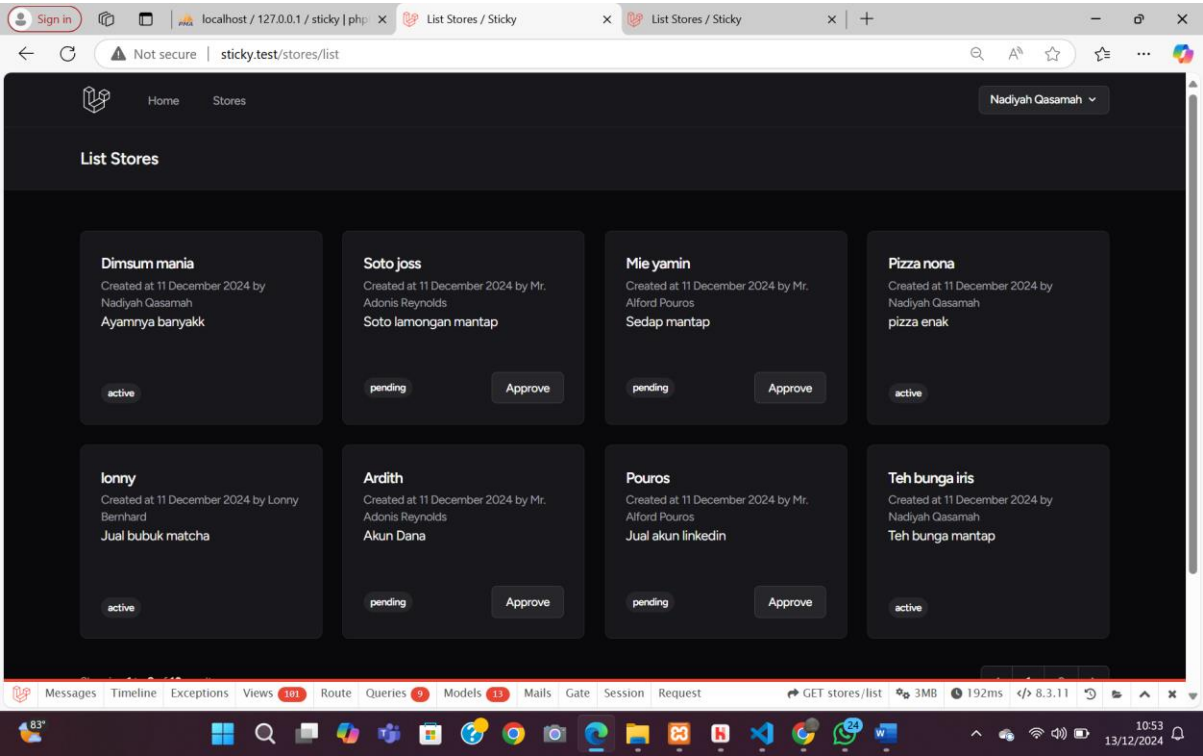 Sign in
localhost / 127.0.0.1 / sticky | php
List Stores / Sticky
List Stores / Sticky
Not secure | sticky.test/stores/list
Home Stores
Nadiyah Qasamah
List Stores
Dimsum mania
Created at 11 December 2024 by
Nadiyah Qasamah
Ayamnya banyakk
active
Soto joss
Created at 11 December 2024 by Mr.
Adonis Reynolds
Soto lamongan mantap
pending Approve
Mie yamin
Created at 11 December 2024 by Mr.
Alford Pouros
Sedap mantap
pending Approve
Pizza nona
Created at 11 December 2024 by
Nadiyah Qasamah
pizza enak
active
lonny
Created at 11 December 2024 by Lonny
Bernhard
Jual bubuk matcha
active
Ardith
Created at 11 December 2024 by Mr.
Adonis Reynolds
Akun Dana
pending Approve
Pouros
Created at 11 December 2024 by Mr.
Alford Pouros
Jual akun linkedin
pending Approve
Teh bunga iris
Created at 11 December 2024 by
Nadiyah Qasamah
Teh bunga mantap
active
Messages Timeline Exceptions Views 101 Route Queries 9 Models 13 Mails Gate Session Request GET stores/list 3MB 192ms 8.3.11
83°
24
10:53
13/12/2024